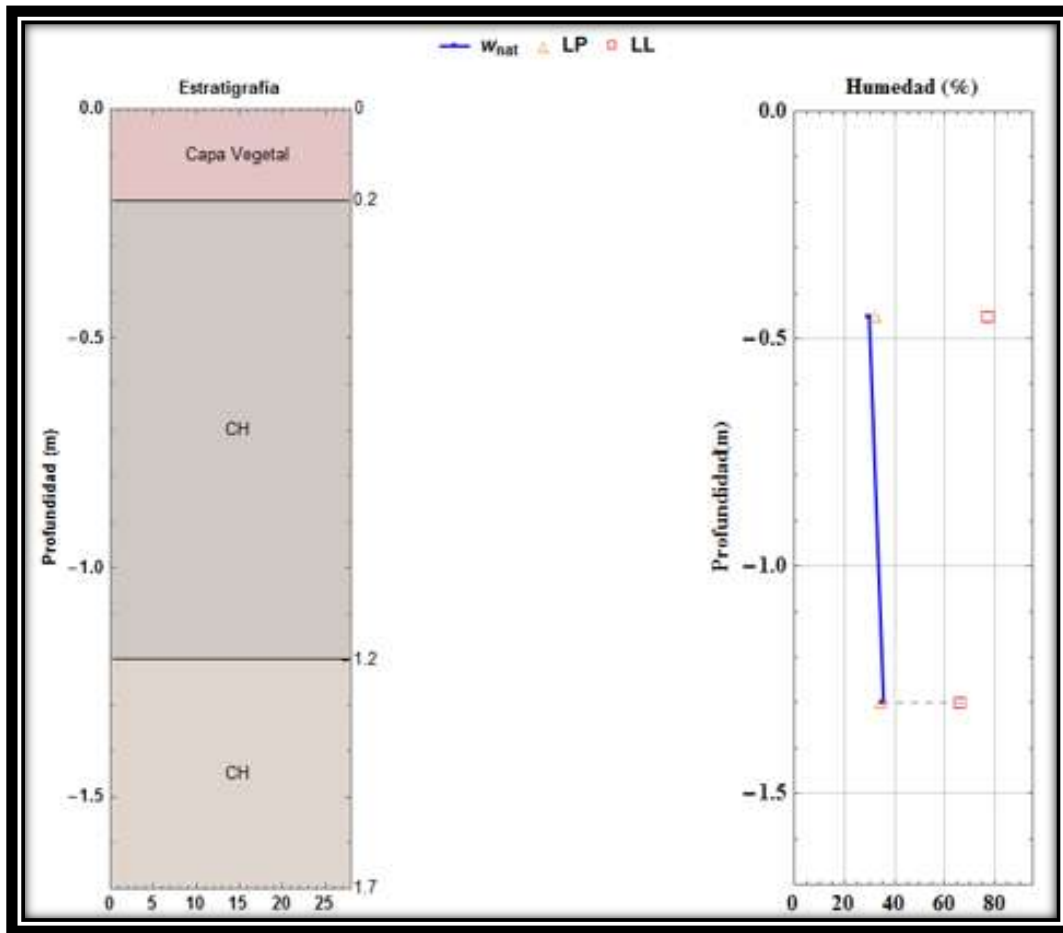 Wnat LP LL
Estratigrafia
0.0
0
Capa Vegetal
0.2
−0.5
CH
−1.0
1.2
CH
−1.5
1.7
0 5 10 15 20 25
Profundidad (m)
Humedad (%)
0.0
−0.5
−1.0
−1.5
0 20 40 60 80
Profundidad(m)